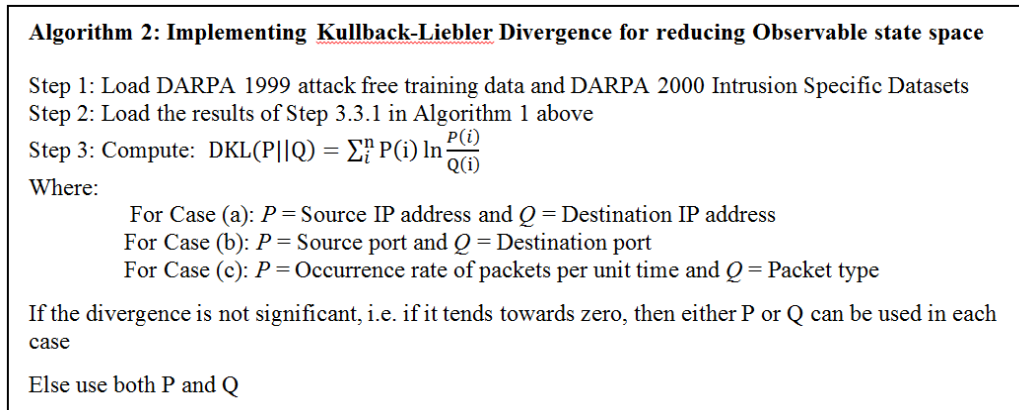 Algorithm 2: Implementing Kullback-Liebler Divergence for reducing Observable state space
Step 1: Load DARPA 1999 attack free training data and DARPA 2000 Intrusion Specific Datasets
Step 2: Load the results of Step 3.3.1 in Algorithm 1 above
Step 3: Compute: DKL(P||Q) = ∑ᵢⁿ P(i) ln P(i)/Q(i)
Where:
For Case (a): P = Source IP address and Q = Destination IP address
For Case (b): P = Source port and Q = Destination port
For Case (c): P = Occurrence rate of packets per unit time and Q = Packet type
If the divergence is not significant, i.e. if it tends towards zero, then either P or Q can be used in each
case
Else use both P and Q